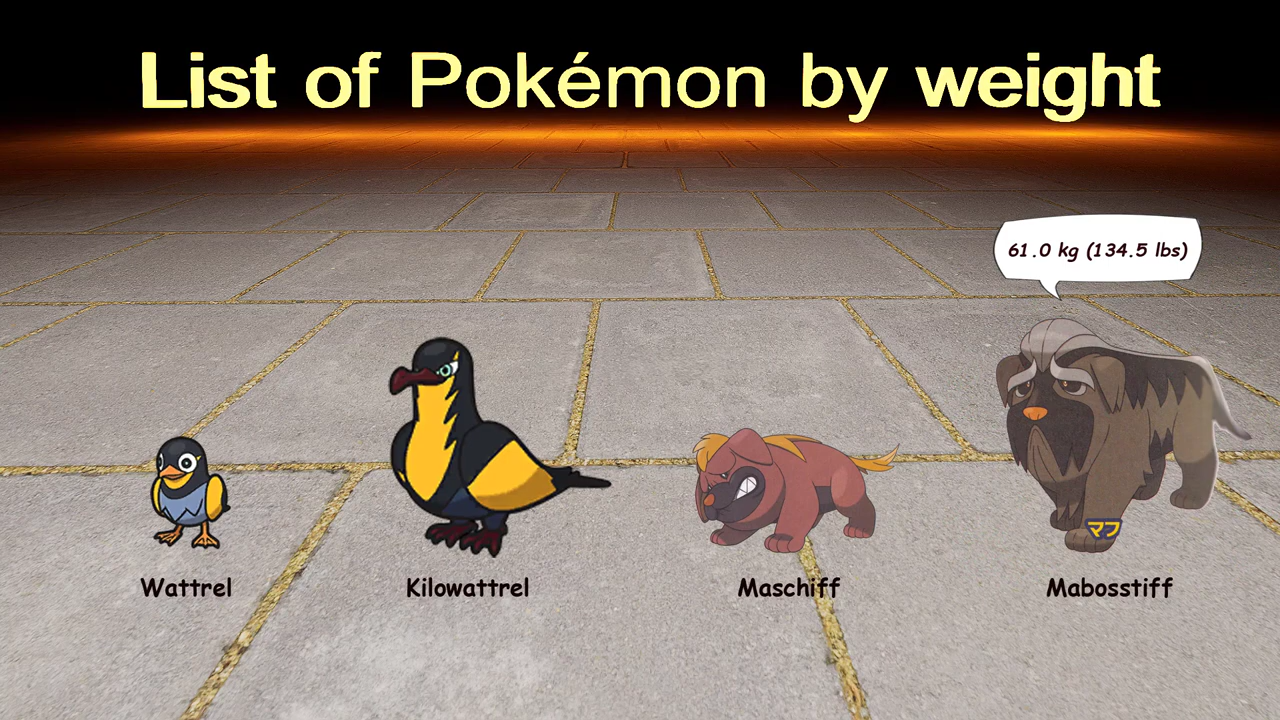 List of Pokémon by weight
61.0 kg (134.5 lbs)
マフ
Wattrel
Kilowattrel
Maschiff
Mabosstiff